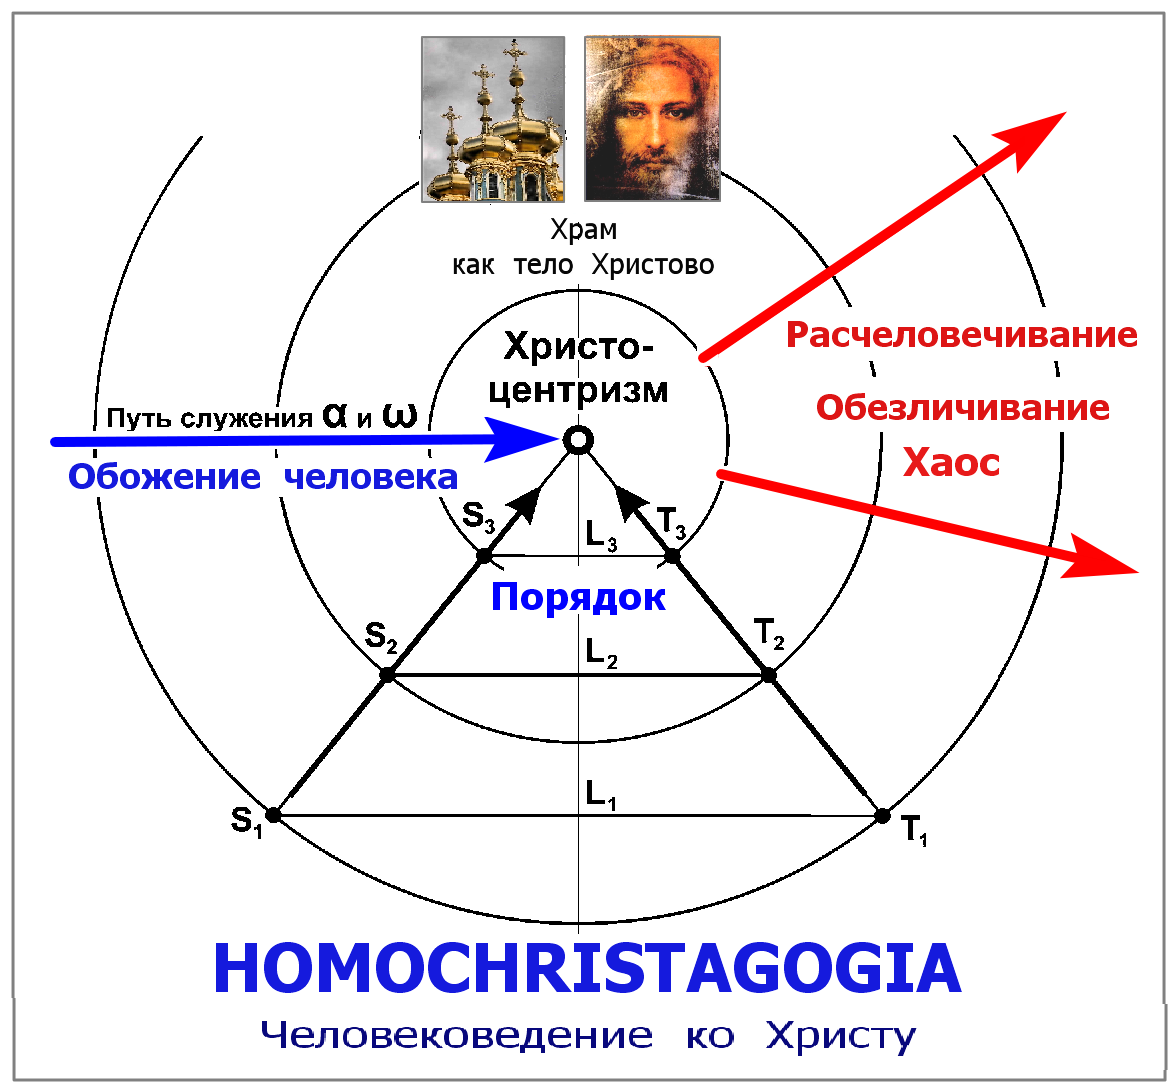 Храм
как тело Христово
Христо-
центризм
Расчеловечивание
Обезличивание
Хаос
Путь служения α и ω
Обожение человека
S3
T3
L3
Порядок
S2
T2
L2
L1
S1
T1
HOMOCHRISTAGOGIA
Человековедение ко Христу